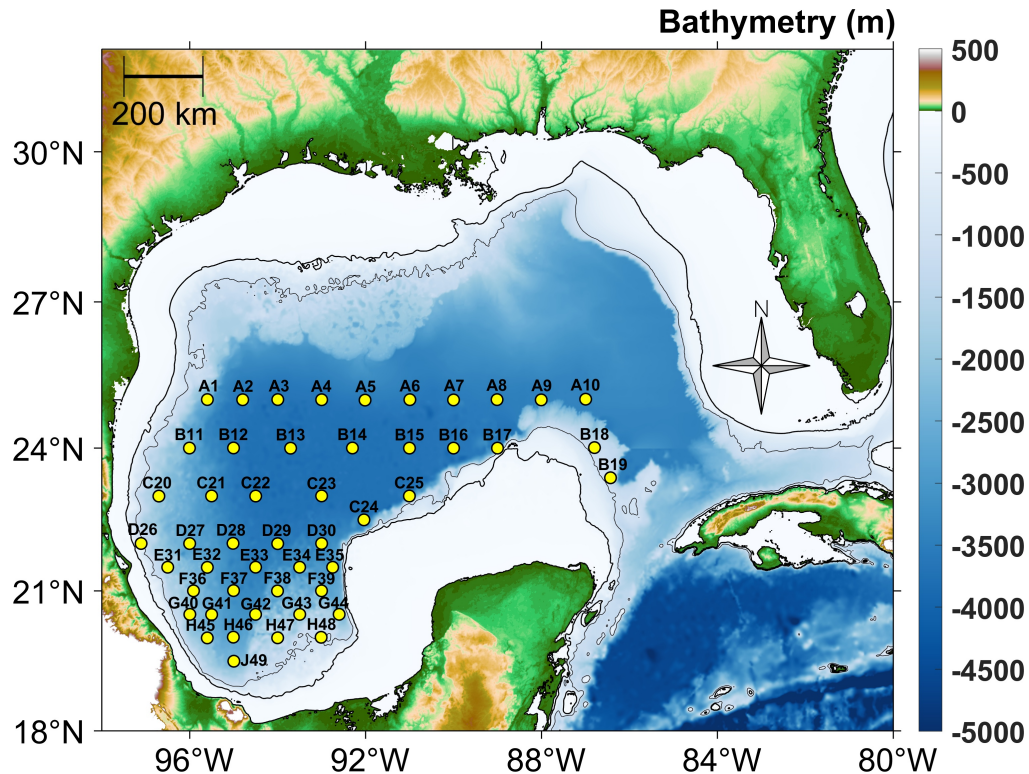 Bathymetry (m)
200 km
N
30°N
27°N
24°N
21°N
18°N
96°W
92°W
88°W
84°W
80°W
500
0
-500
-1000
-1500
-2000
-2500
-3000
-3500
-4000
-4500
-5000
A1 A2 A3 A4 A5 A6 A7 A8 A9 A10
B11 B12 B13 B14 B15 B16 B17 B18
B19
C20 C21 C22 C23 C25
C24
D26 D27 D28 D29 D30
E31 E32 E33 E34 E35
F36 F37 F38 F39
G40 G41 G42 G43 G44
H45 H46 H47 H48
J49